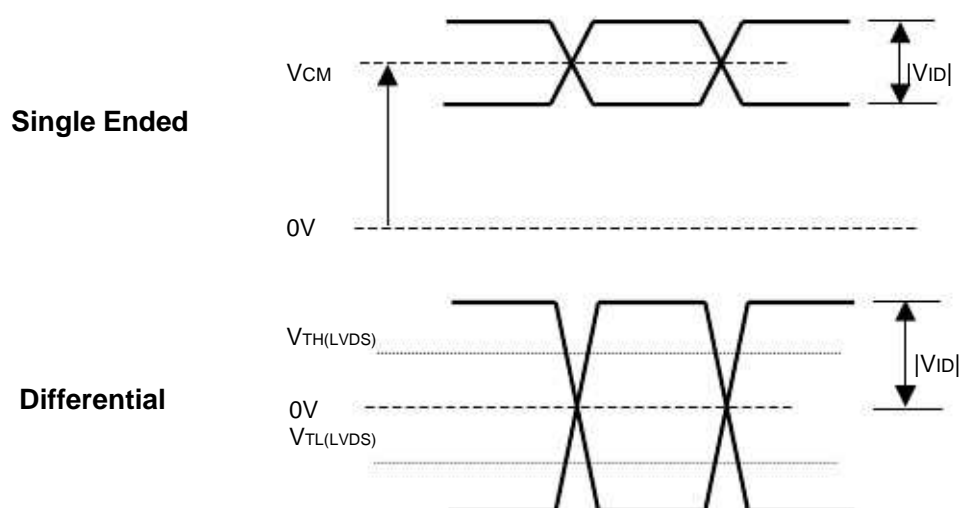 VCM
|VID|
Single Ended
0V
VTH(LVDS)
|VID|
Differential
0V
VTL(LVDS)